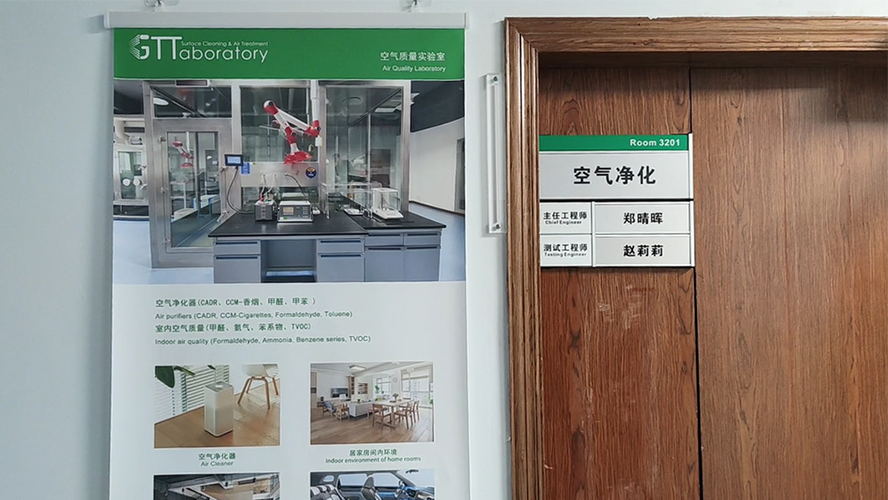 GTT
Surface Cleaning & Air Treatment
Laboratory
空气质量实验室
Air Quality Laboratory
空气净化器(CADR、CCM-香烟、甲醛、甲苯 )
Air purifiers (CADR, CCM-Cigarettes, Formaldehyde, Toluene)
室内空气质量(甲醛、氨气、苯系物、TVOC)
Indoor air quality (Formaldehyde, Ammonia, Benzene series, TVOC)
空气净化器
Air Cleaner
居家房间内环境
Indoor environment of home rooms
Room 3201
空气净化
主任工程师
Chief Engineer
郑晴晖
测试工程师
Testing Engineer
赵莉莉